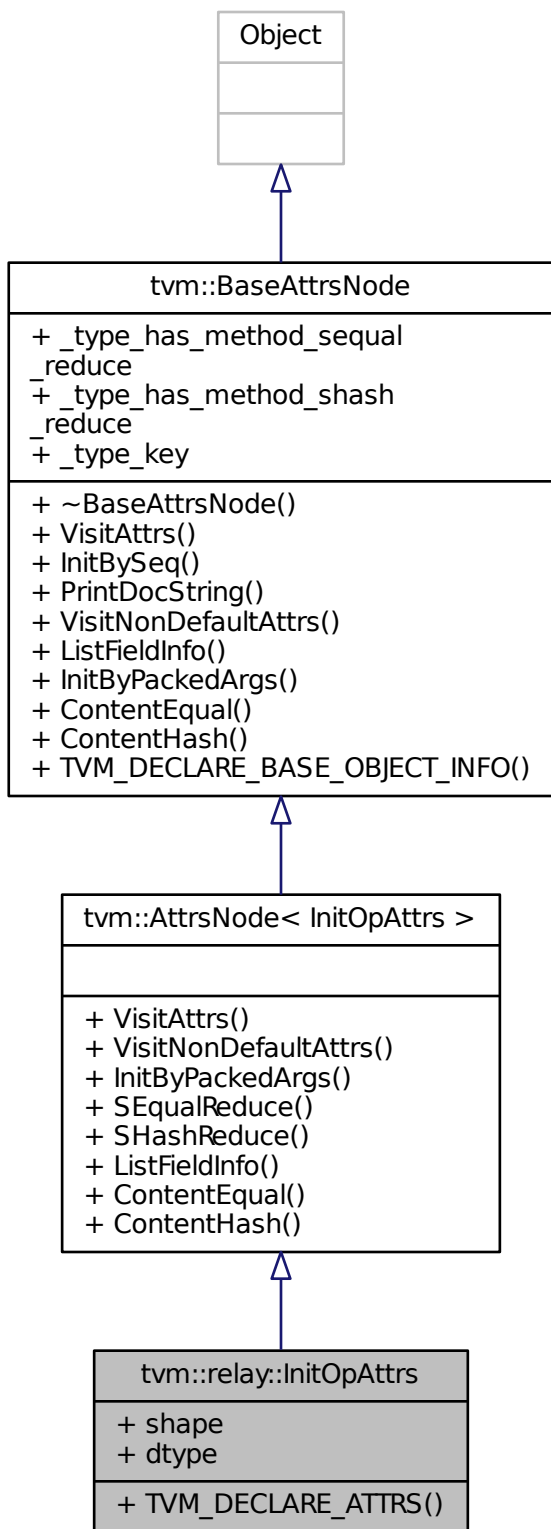 Object
tvm::BaseAttrsNode
+ _type_has_method_sequal
_reduce
+ _type_has_method_shash
_reduce
+ _type_key
+ ~BaseAttrsNode()
+ VisitAttrs()
+ InitBySeq()
+ PrintDocString()
+ VisitNonDefaultAttrs()
+ ListFieldInfo()
+ InitByPackedArgs()
+ ContentEqual()
+ ContentHash()
+ TVM_DECLARE_BASE_OBJECT_INFO()
tvm::AttrsNode< InitOpAttrs >
+ VisitAttrs()
+ VisitNonDefaultAttrs()
+ InitByPackedArgs()
+ SEqualReduce()
+ SHashReduce()
+ ListFieldInfo()
+ ContentEqual()
+ ContentHash()
tvm::relay::InitOpAttrs
+ shape
+ dtype
+ TVM_DECLARE_ATTRS()